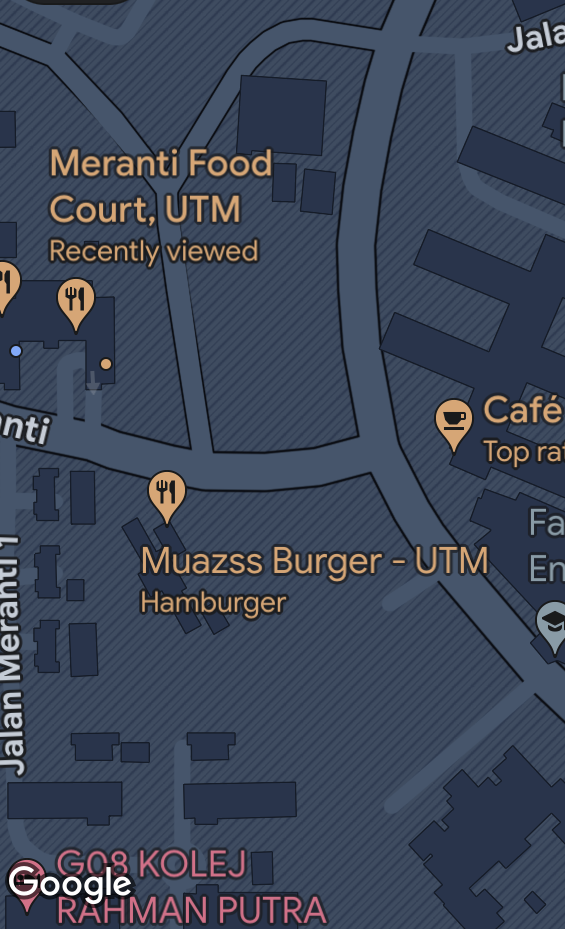 Jala
Meranti Food
Court, UTM
Recently viewed
Café
Top rat
nti
Muazss Burger - UTM
Hamburger
Fa
En
Jalan Meranti 1
G08 KOLEJ
RAHMAN PUTRA
Google